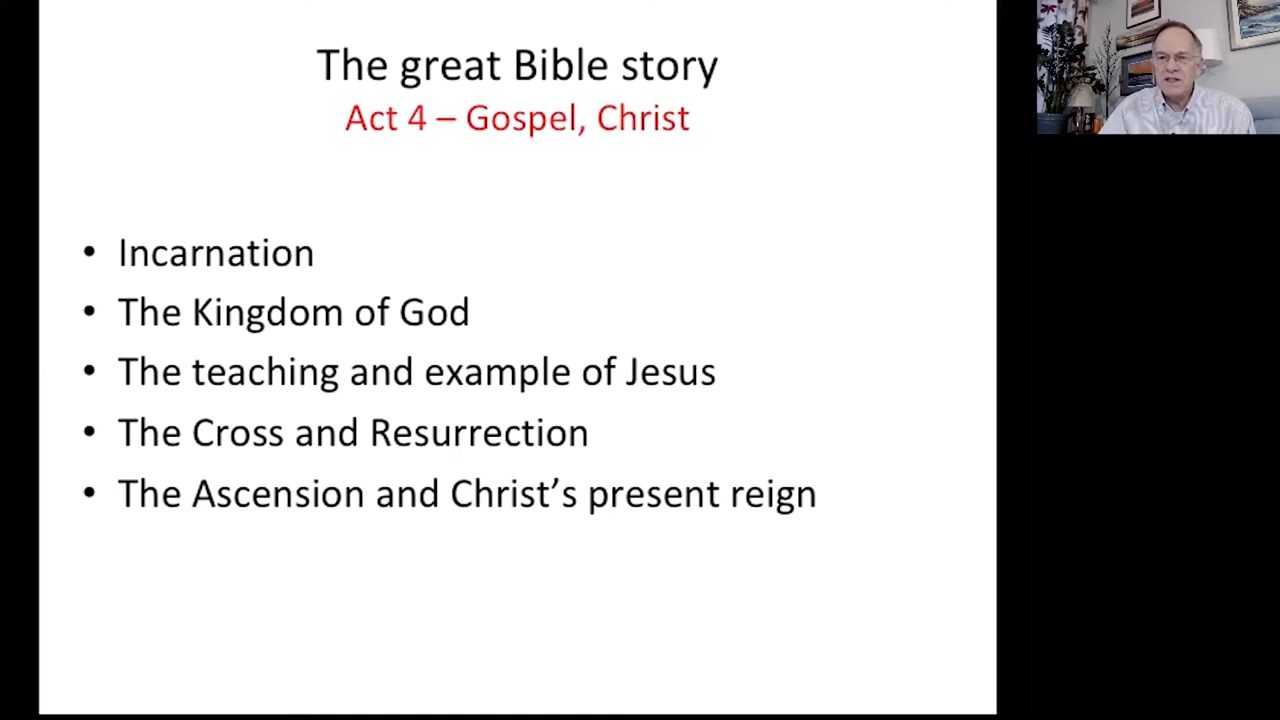 The great Bible story
Act 4 – Gospel, Christ
• Incarnation
• The Kingdom of God
• The teaching and example of Jesus
• The Cross and Resurrection
• The Ascension and Christ’s present reign